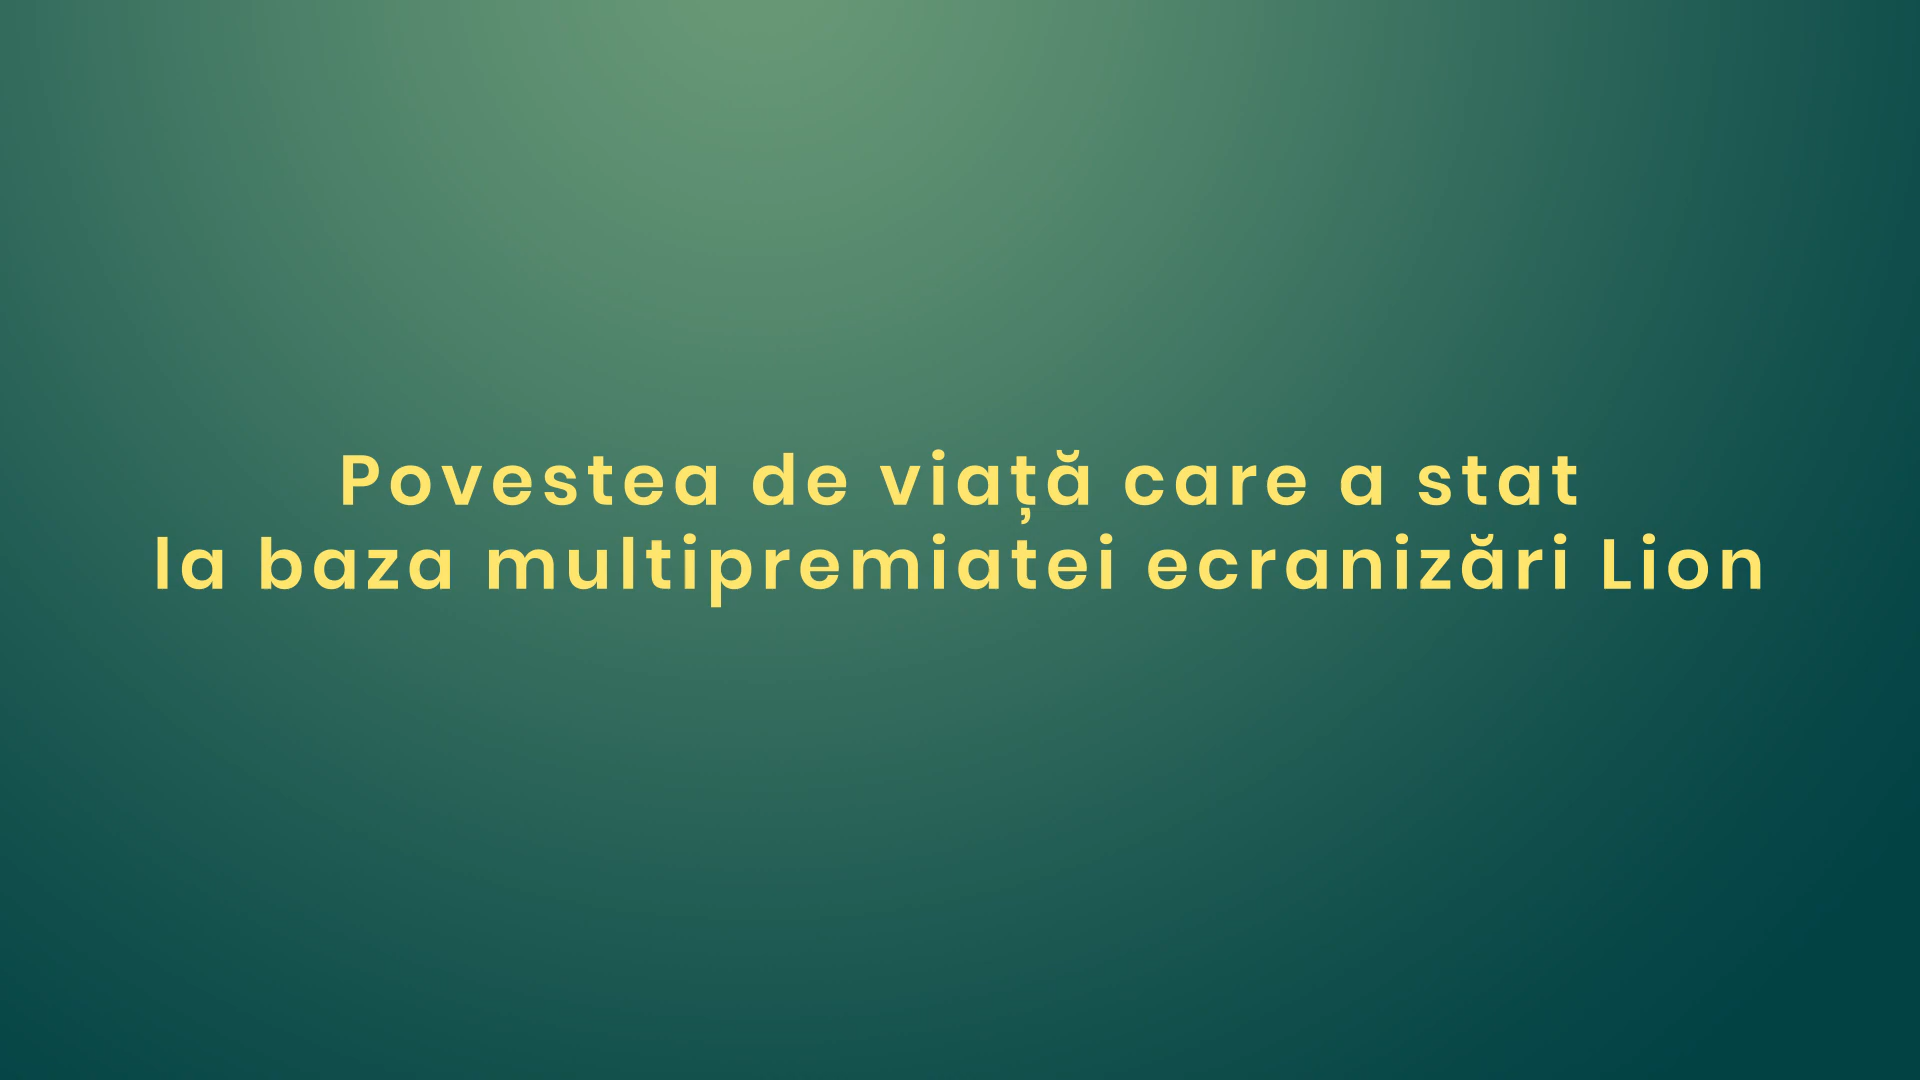 Povestea de viață care a stat
la baza multipremiatei ecranizări Lion